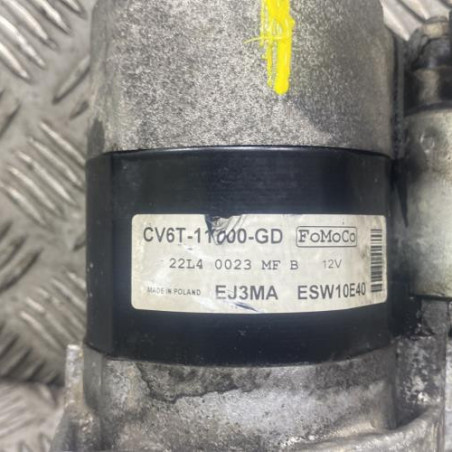 CV6T-11000-GD FoMoCo
22L4 0023 MF B 12V
MADE IN POLAND EJ3MA ESW10E40